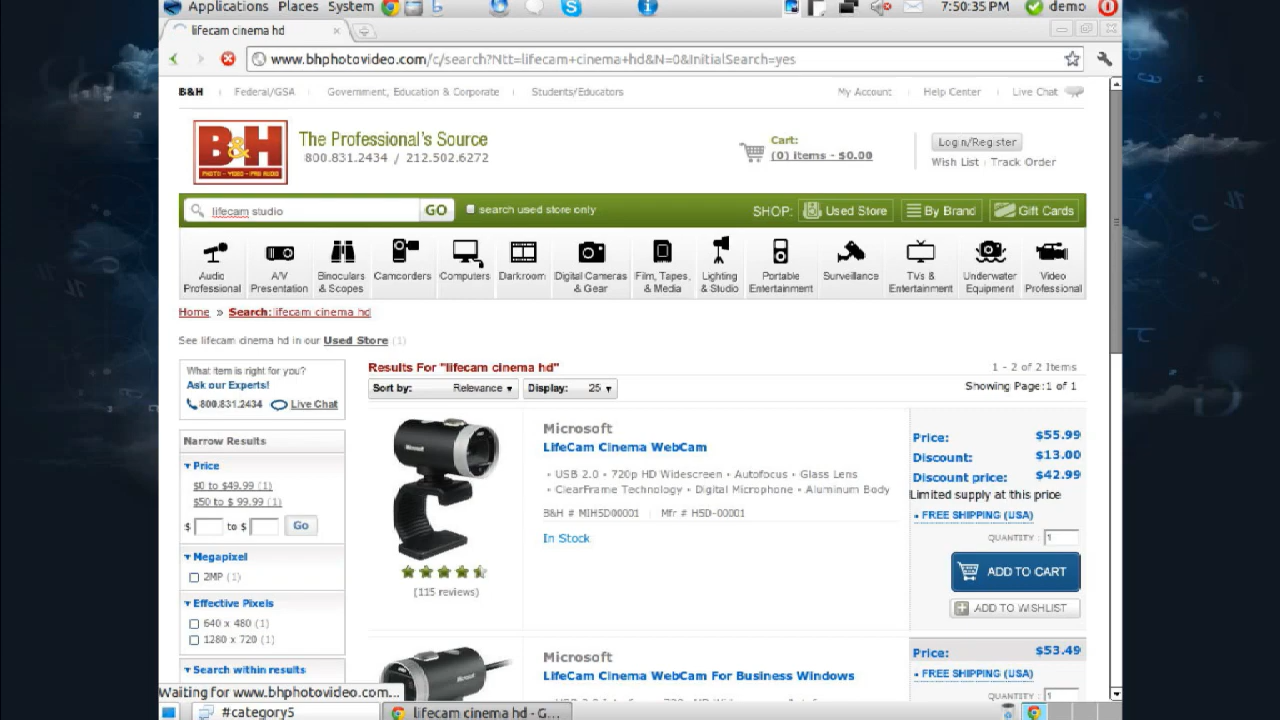 Applications Places System
7:50:35 PM demo
lifecam cinema hd
www.bhphotovideo.com/c/search?Ntt=lifecam+cinema+hd&N=0&InitialSearch=yes
B&H Federal/GSA Government, Education & Corporate Students/Educators My Account Help Center Live Chat
B&H
PHOTO - VIDEO - PRO AUDIO
The Professional's Source
800.831.2434 / 212.502.6272
Cart:
(0) Items - $0.00
Login/Register
Wish List Track Order
lifecam studio GO search used store only SHOP: Used Store By Brand Gift Cards
Audio Professional
A/V Presentation
Binoculars & Scopes
Camcorders
Computers
Darkroom
Digital Cameras & Gear
Film, Tapes, & Media
Lighting & Studio
Portable Entertainment
Surveillance
TVs & Entertainment
Underwater Equipment
Video Professional
Home » Search: lifecam cinema hd
See lifecam cinema hd in our Used Store (1)
What item is right for you?
Ask our Experts!
800.831.2434 Live Chat
Narrow Results
Price
$0 to $49.99 (1)
$50 to $ 99.99 (1)
$ to $ Go
Megapixel
2MP (1)
Effective Pixels
640 x 480 (1)
1280 x 720 (1)
Search within results
Results For "lifecam cinema hd"
1 - 2 of 2 Items
Sort by: Relevance Display: 25
Showing Page:1 of 1
Microsoft
LifeCam Cinema WebCam
• USB 2.0 • 720p HD Widescreen • Autofocus • Glass Lens
• ClearFrame Technology • Digital Microphone • Aluminum Body
B&H # MIH5D00001 Mfr # H5D-00001
In Stock
(115 reviews)
Price: $55.99
Discount: $13.00
Discount price: $42.99
Limited supply at this price
• FREE SHIPPING (USA)
QUANTITY : 1
ADD TO CART
ADD TO WISHLIST
Microsoft
LifeCam Cinema WebCam For Business Windows
Price: $53.49
• FREE SHIPPING (USA)
QUANTITY : 1
Waiting for www.bhphotovideo.com...
#category5
lifecam cinema hd - G...